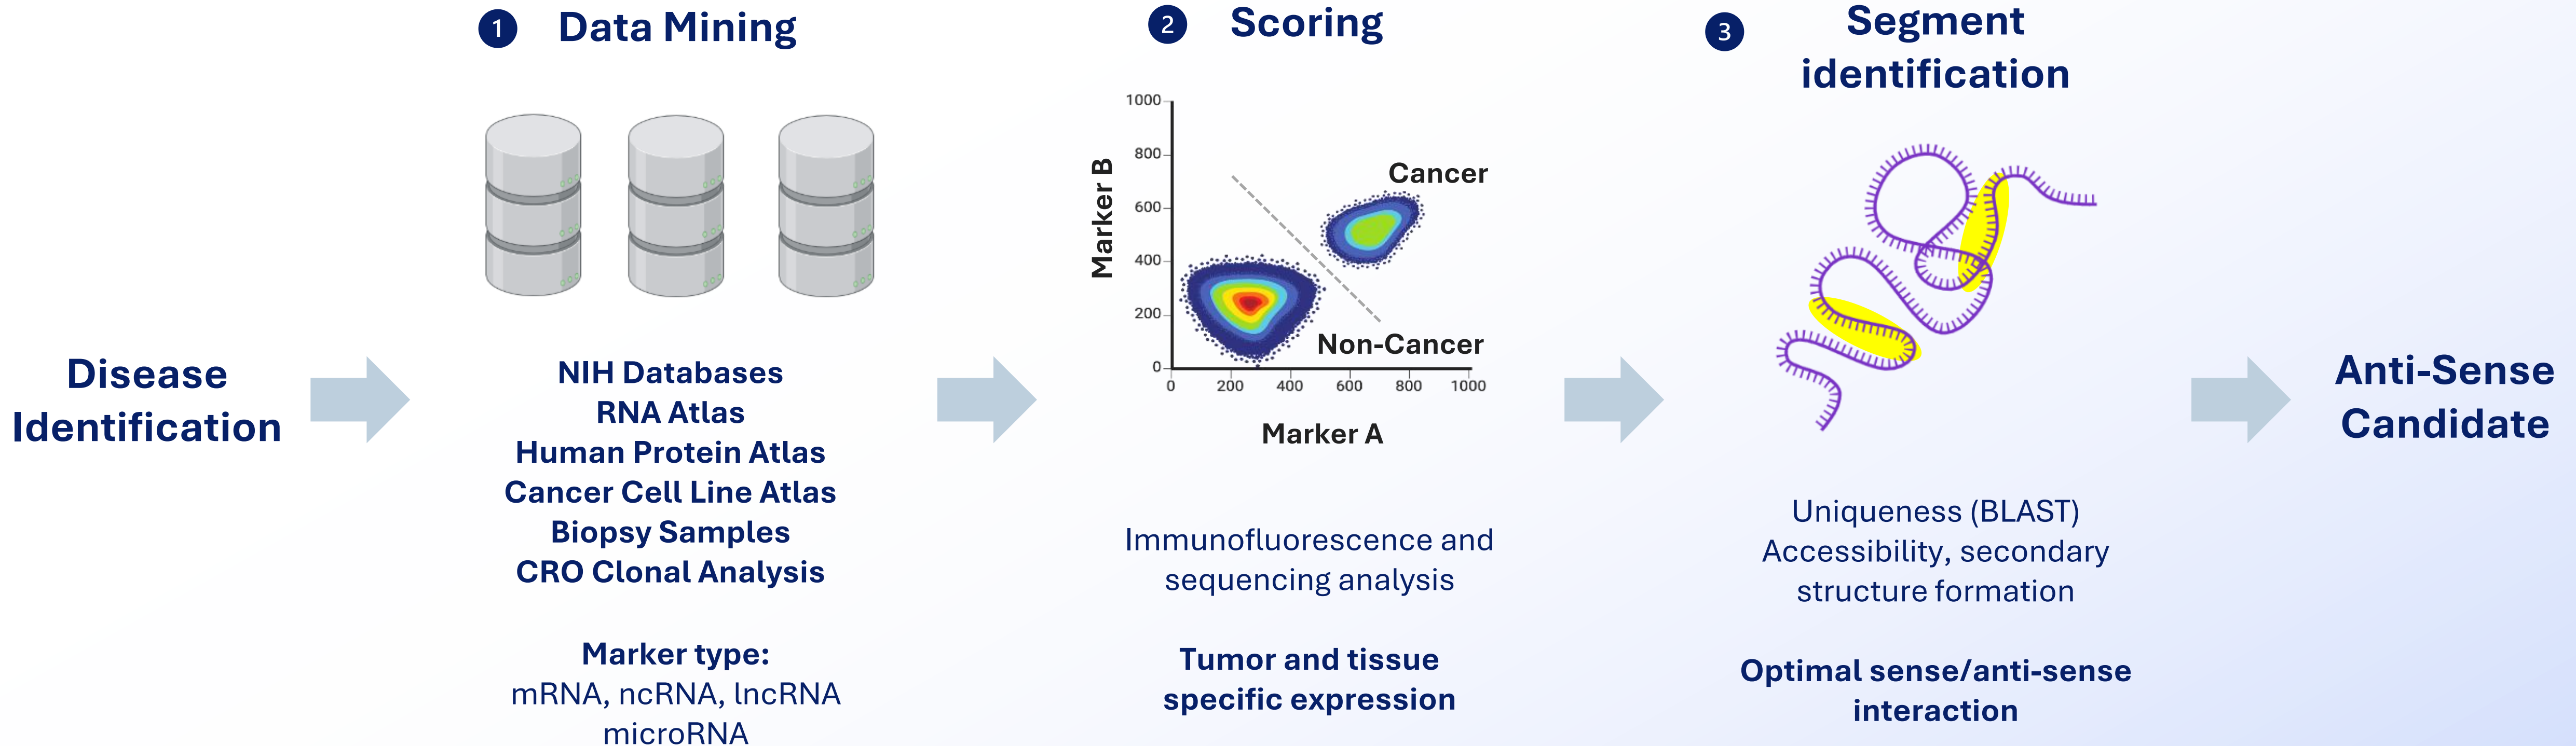 Disease
Identification
1 Data Mining
NIH Databases
RNA Atlas
Human Protein Atlas
Cancer Cell Line Atlas
Biopsy Samples
CRO Clonal Analysis
Marker type:
mRNA, ncRNA, lncRNA
microRNA
2 Scoring
Marker B
1000
800
600
400
200
0
Cancer
Non-Cancer
0 200 400 600 800 1000
Marker A
Immunofluorescence and
sequencing analysis
Tumor and tissue
specific expression
3 Segment
identification
Uniqueness (BLAST)
Accessibility, secondary
structure formation
Optimal sense/anti-sense
interaction
Anti-Sense
Candidate